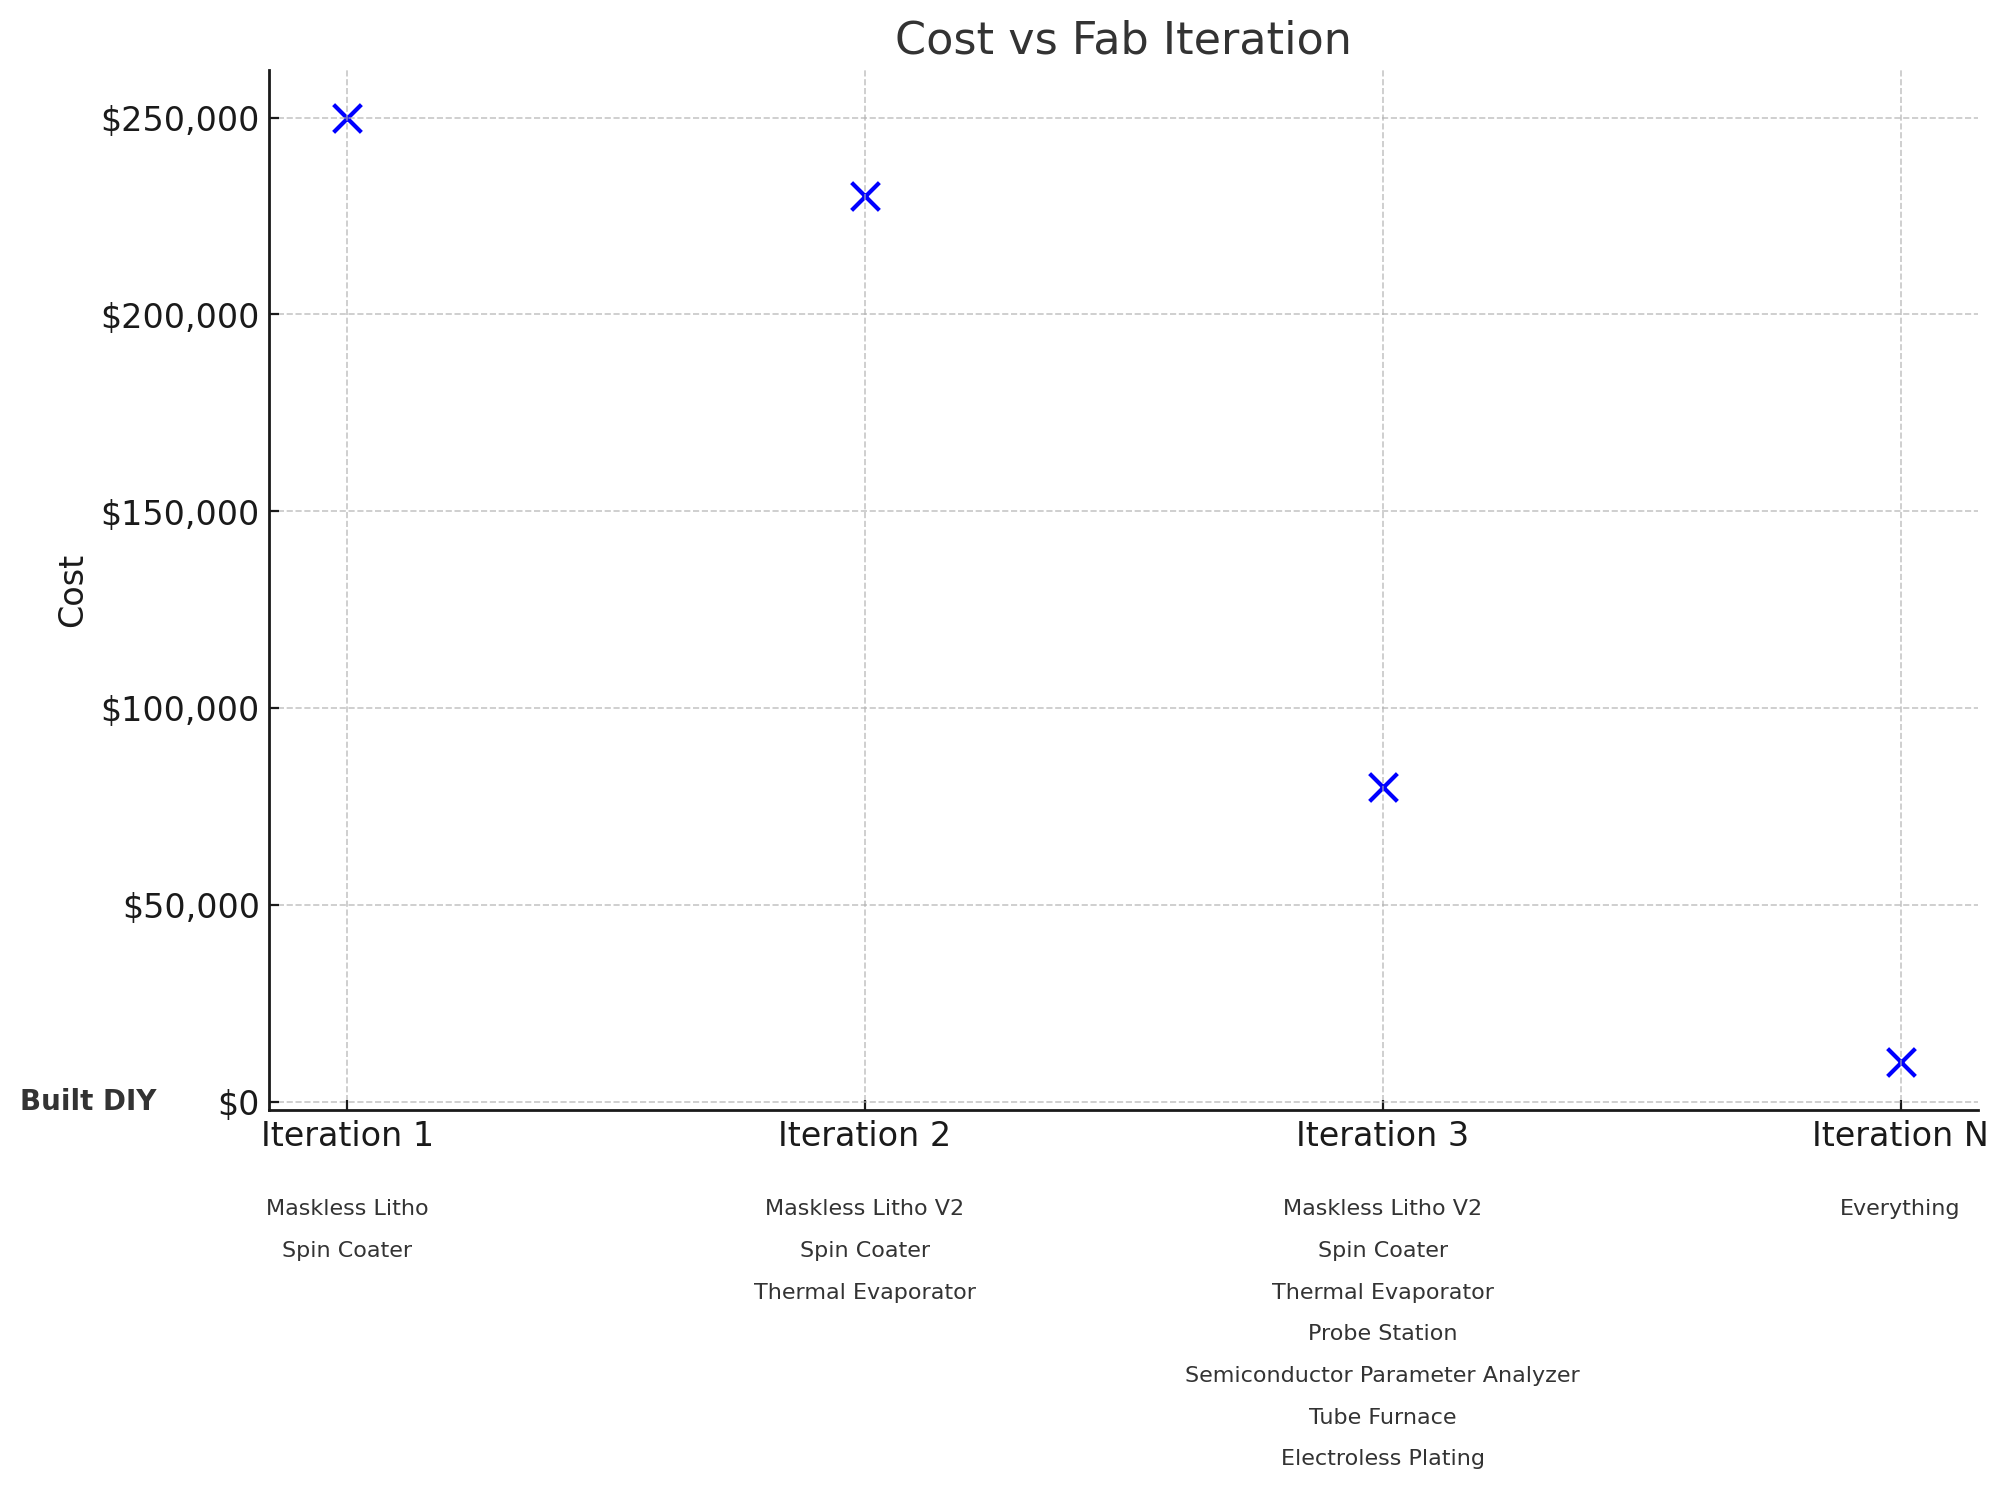 Cost vs Fab Iteration
$250,000
$200,000
$150,000
$100,000
$50,000
$0
Cost
Built DIY
Iteration 1
Iteration 2
Iteration 3
Iteration N
Maskless Litho
Spin Coater
Maskless Litho V2
Spin Coater
Thermal Evaporator
Maskless Litho V2
Spin Coater
Thermal Evaporator
Probe Station
Semiconductor Parameter Analyzer
Tube Furnace
Electroless Plating
Everything